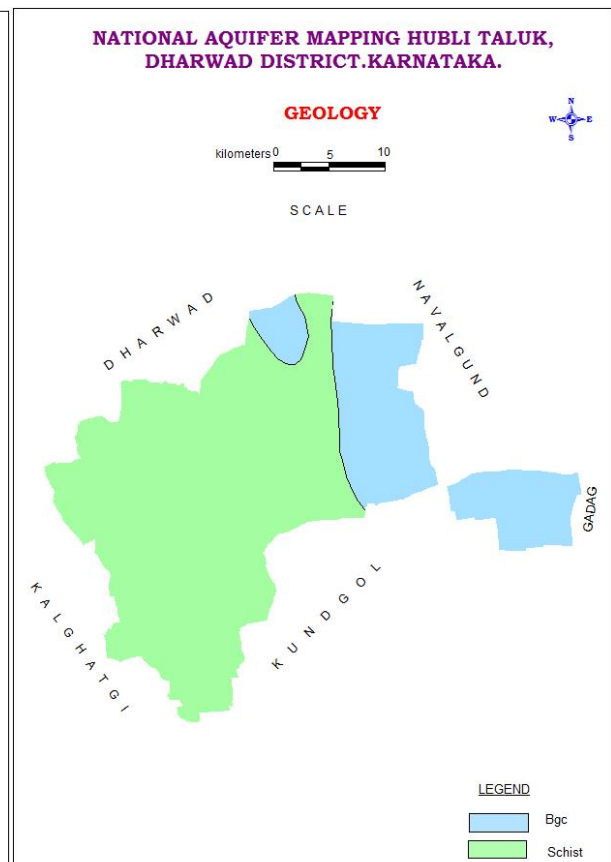 NATIONAL AQUIFER MAPPING HUBLI TALUK,
DHARWAD DISTRICT.KARNATAKA.
GEOLOGY
N
W E
S
kilometers 0 5 10
SCALE
DHARWAD
NAVALGUND
GADAG
KALGHATGI
KUNDGOL
LEGEND
Bgc
Schist